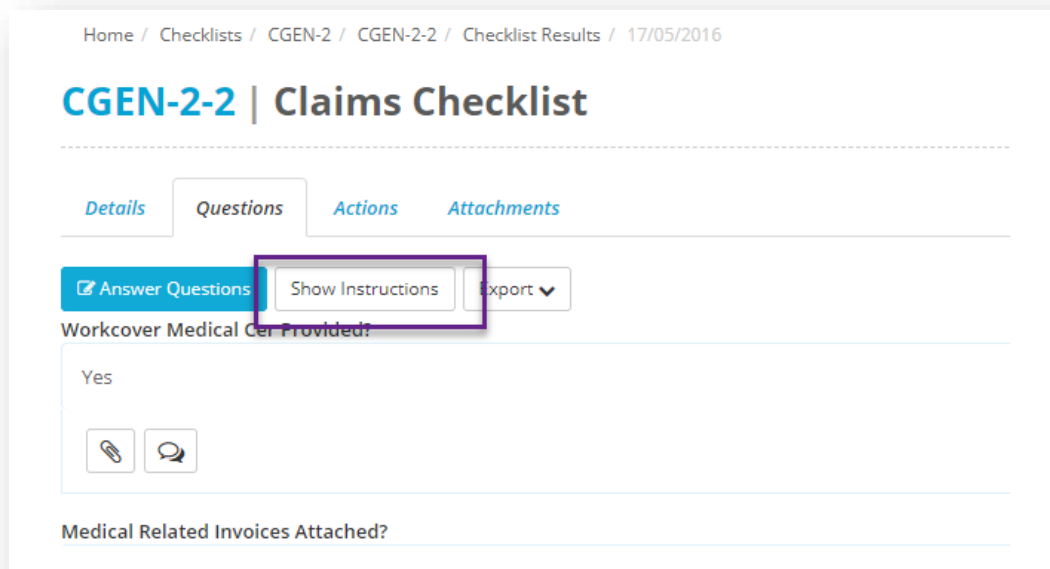 Home / Checklists / CGEN-2 / CGEN-2-2 / Checklist Results / 17/05/2016
CGEN-2-2 | Claims Checklist
Details Questions Actions Attachments
Answer Questions Show Instructions Export
Workcover Medical Cer Provided?
Yes
Medical Related Invoices Attached?